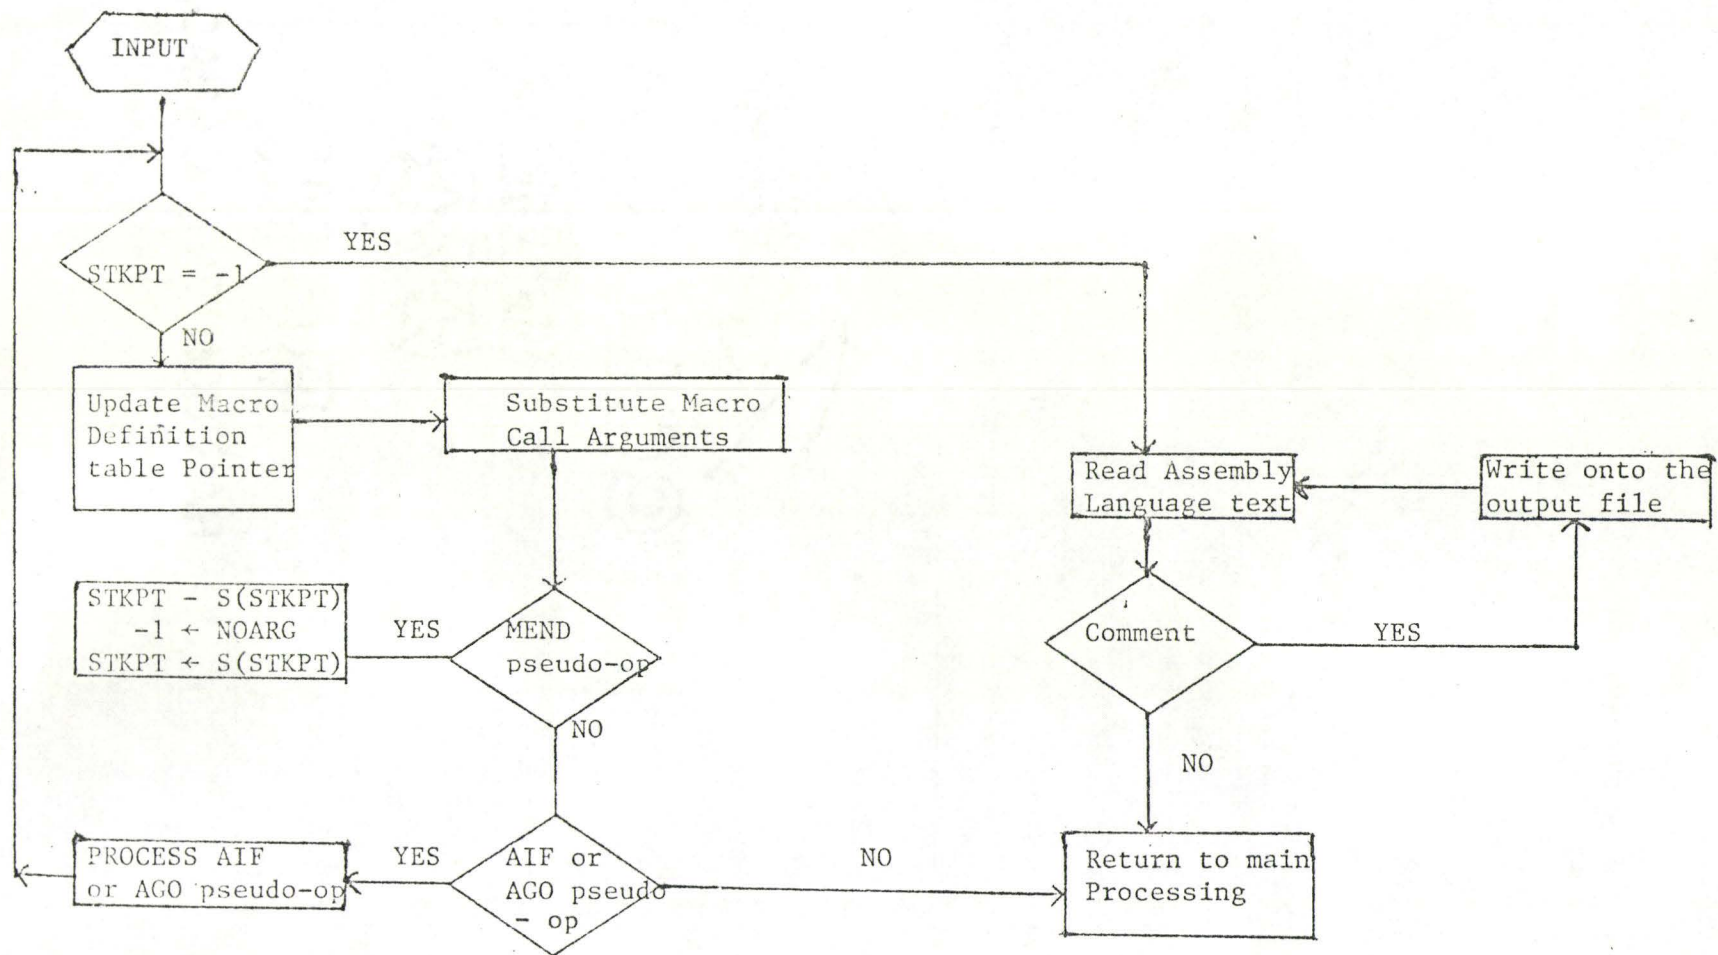 INPUT
YES
STKPT = -1
NO
Update Macro
Definition
table Pointer
Substitute Macro
Call Arguments
Read Assembly
Language text
Write onto the
output file
STKPT - S(STKPT)
-1 ← NOARG
STKPT ← S(STKPT)
YES
MEND
pseudo-op
NO
Comment
YES
NO
PROCESS AIF
or AGO pseudo-op
YES
AIF or
AGO pseudo
- op
NO
Return to main
Processing